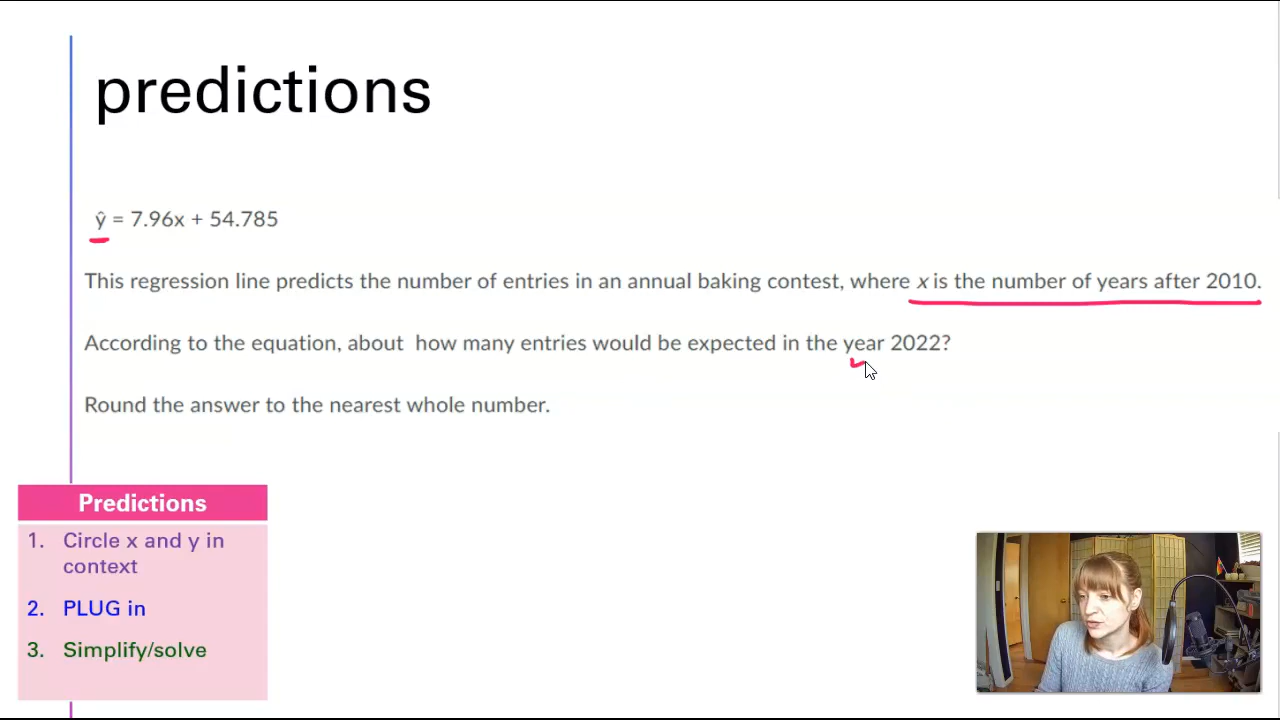 predictions
ŷ = 7.96x + 54.785
This regression line predicts the number of entries in an annual baking contest, where x is the number of years after 2010.
According to the equation, about how many entries would be expected in the year 2022?
Round the answer to the nearest whole number.
Predictions
1. Circle x and y in
context
2. PLUG in
3. Simplify/solve